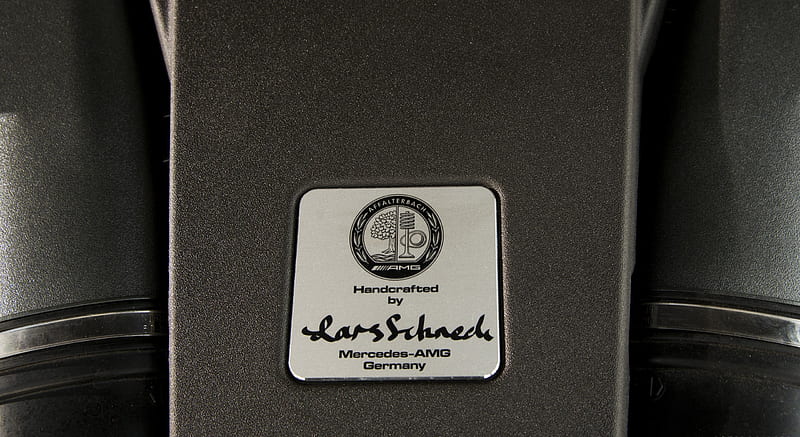 AFFALTERBACH
AMG
Handcrafted
by
Lars Schneck
Mercedes-AMG
Germany